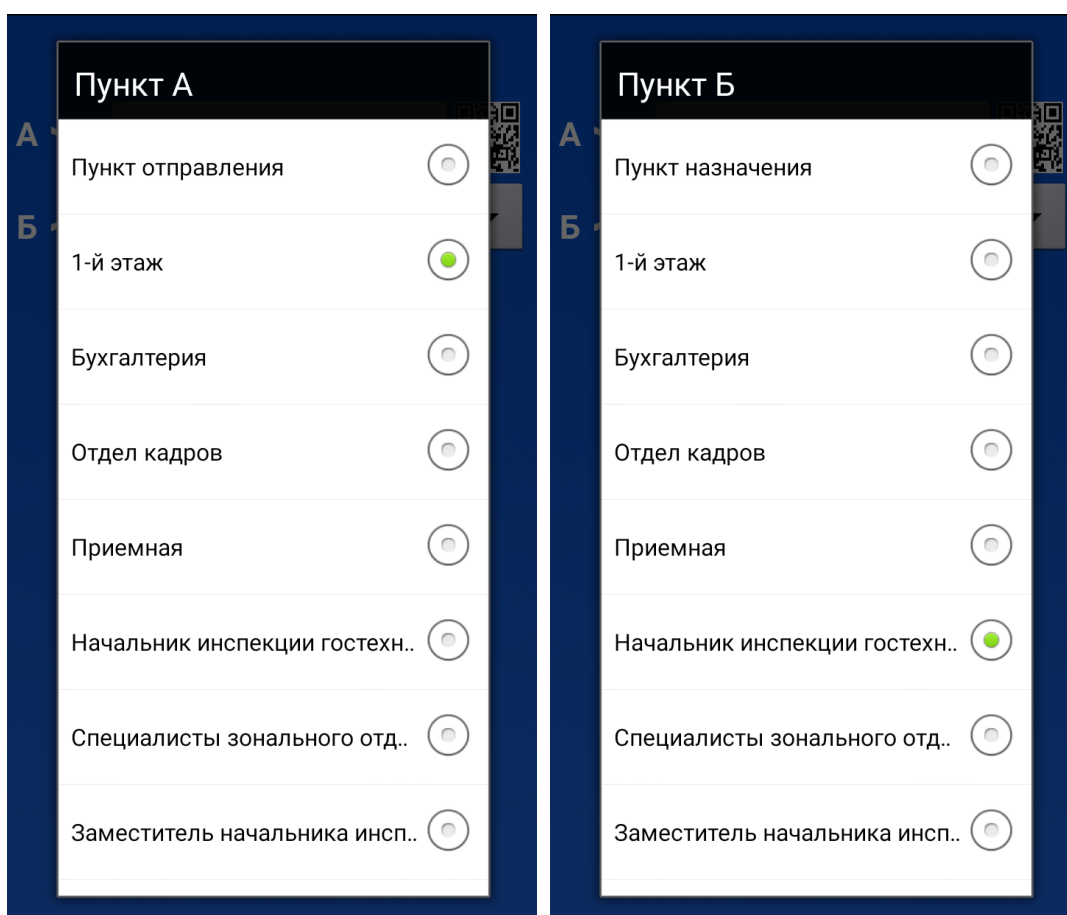 Пункт А
А
Пункт отправления
Б
1-й этаж
Бухгалтерия
Отдел кадров
Приемная
Начальник инспекции гостехн..
Специалисты зонального отд..
Заместитель начальника инсп..
Пункт Б
А
Пункт назначения
Б
1-й этаж
Бухгалтерия
Отдел кадров
Приемная
Начальник инспекции гостехн..
Специалисты зонального отд..
Заместитель начальника инсп..